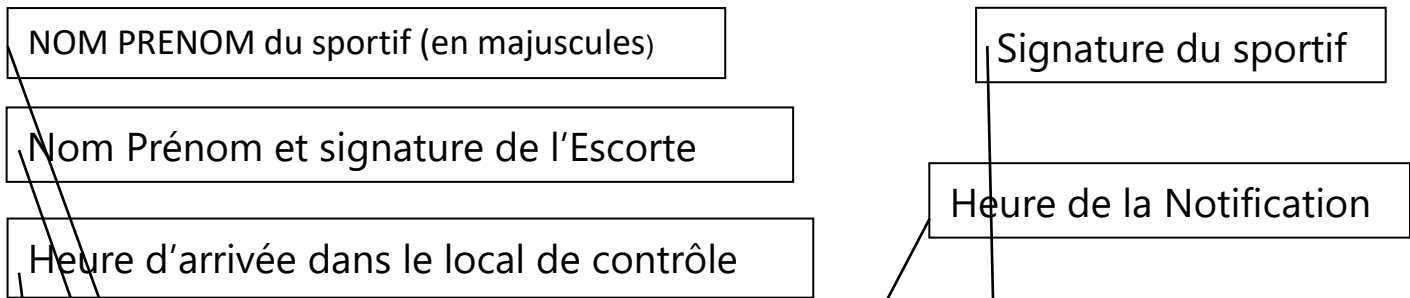 NOM PRENOM du sportif (en majuscules)
Signature du sportif
Nom Prénom et signature de l’Escorte
Heure de la Notification
Heure d’arrivée dans le local de contrôle